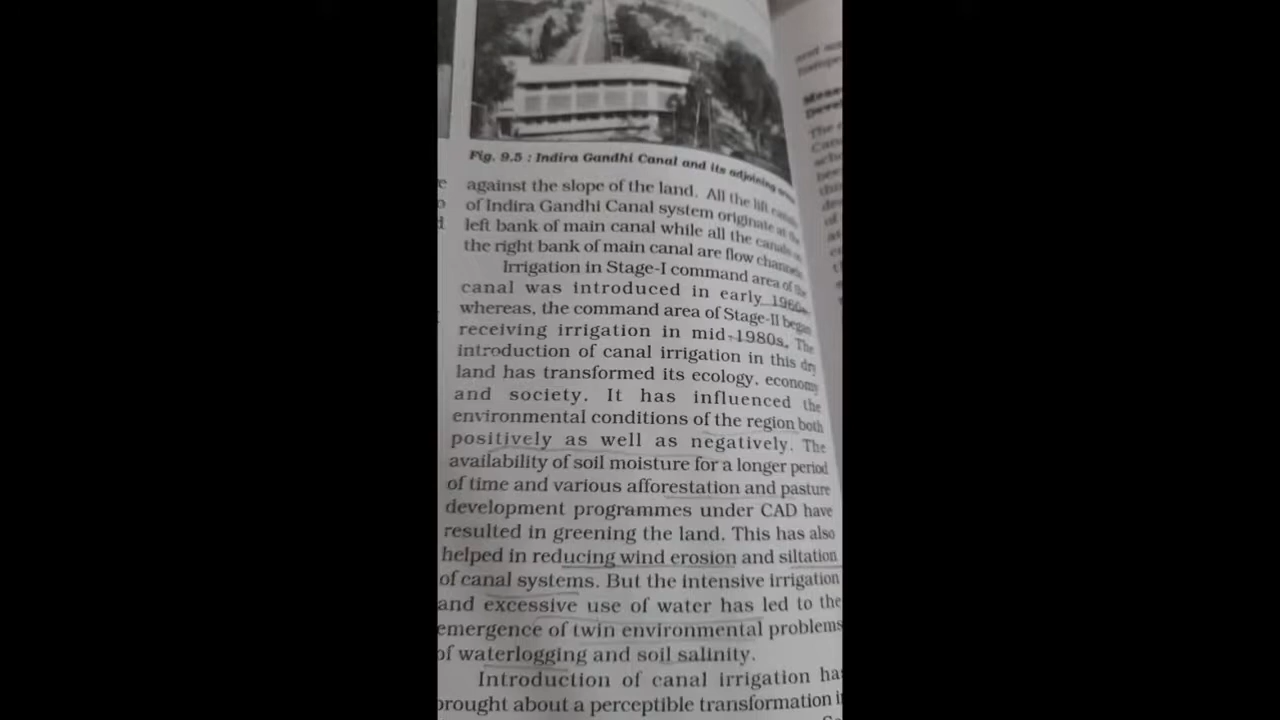 Fig. 9.5 : Indira Gandhi Canal and its adjoining
against the slope of the land. All the lift canals
of Indira Gandhi Canal system originate at the
left bank of main canal while all the canals
the right bank of main canal are flow channels
Irrigation in Stage-I command area of the
canal was introduced in early 1960s
whereas, the command area of Stage-II began
receiving irrigation in mid-1980s. The
introduction of canal irrigation in this dry
land has transformed its ecology, economy
and society. It has influenced the
environmental conditions of the region both
positively as well as negatively. The
availability of soil moisture for a longer period
of time and various afforestation and pasture
development programmes under CAD have
resulted in greening the land. This has also
helped in reducing wind erosion and siltation
of canal systems. But the intensive irrigation
and excessive use of water has led to the
emergence of twin environmental problems
of waterlogging and soil salinity.
Introduction of canal irrigation has
brought about a perceptible transformation